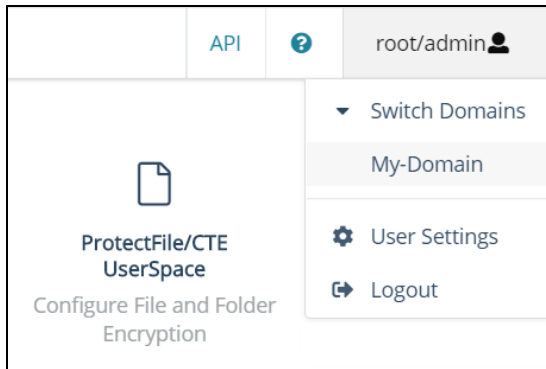 API
?
root/admin
Switch Domains
My-Domain
User Settings
Logout
ProtectFile/CTE
UserSpace
Configure File and Folder
Encryption